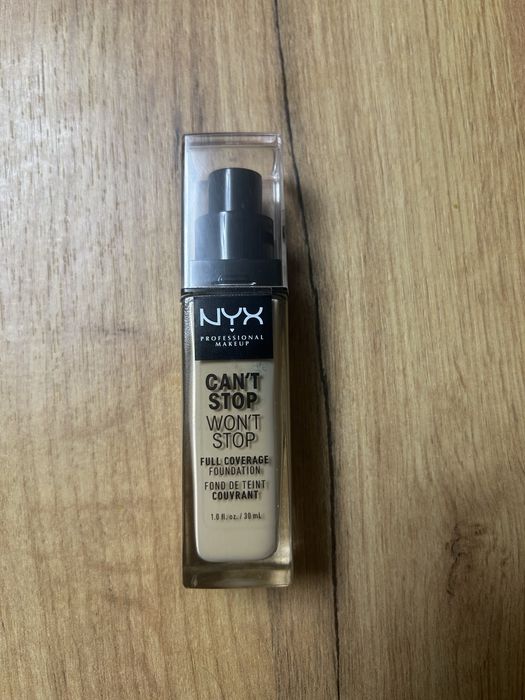 NYX
PROFESSIONAL
MAKEUP
CAN'T
STOP
WON'T
STOP
FULL COVERAGE
FOUNDATION
FOND DE TEINT
COUVRANT
1.0 fl. oz. / 30 mL